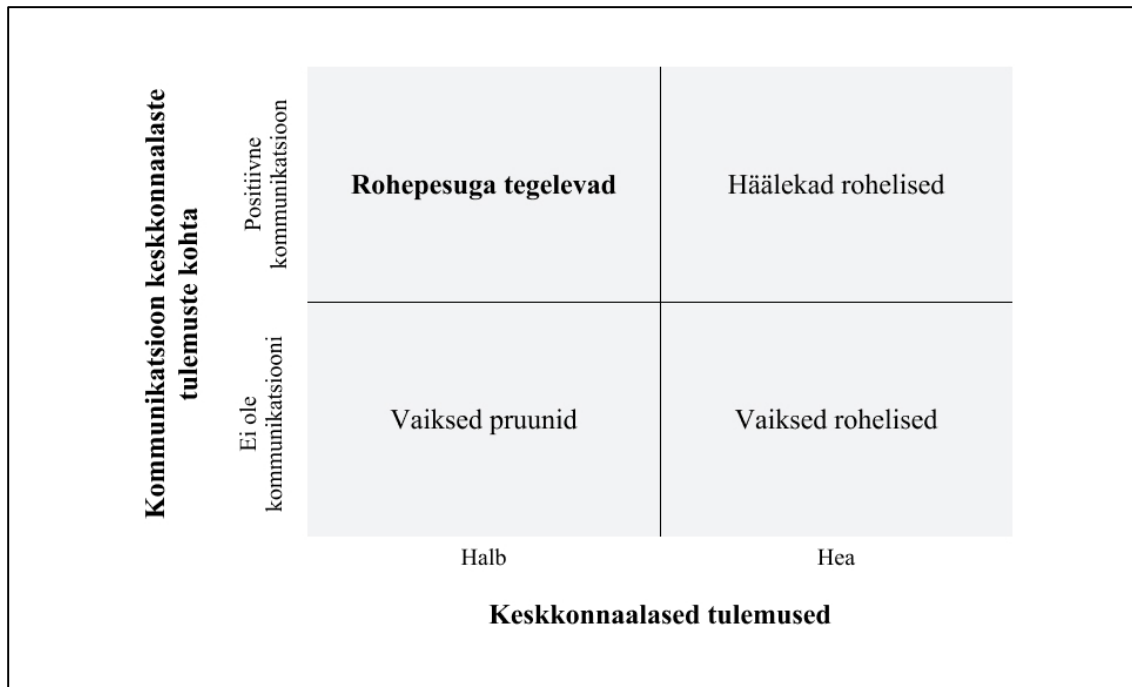 Kommunikatsioon keskkonnaalaste
tulemuste kohta
Positiivne
kommunikatsioon
Rohepesuga tegelevad
Häälekad rohelised
Ei ole
kommunikatsiooni
Vaiksed pruunid
Vaiksed rohelised
Halb
Hea
Keskkonnaalased tulemused